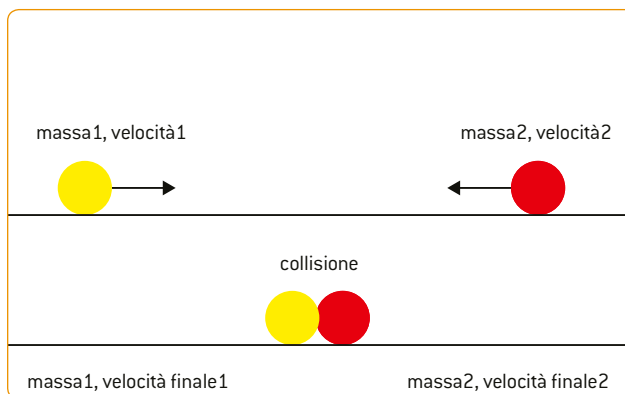 massa1, velocità1
massa2, velocità2
collisione
massa1, velocità finale1
massa2, velocità finale2